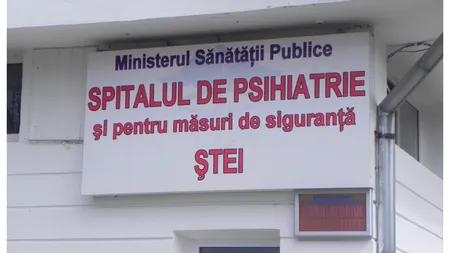 Ministerul Sănătăţii Publice
SPITALUL DE PSIHIATRIE
şi pentru măsuri de siguranţă
ŞTEI